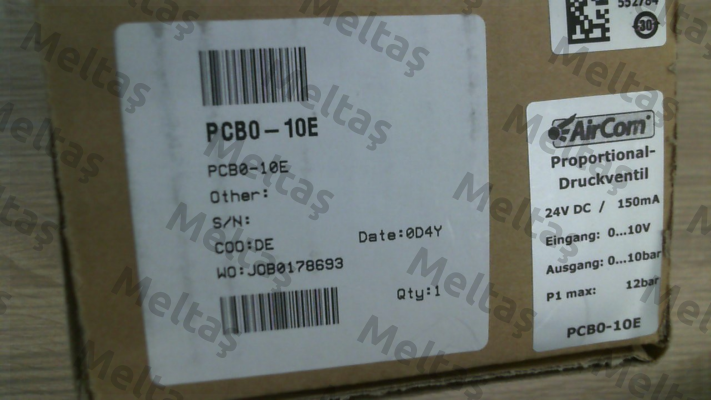 PCB0-10E
PCB0-10E
Other:
S/N:
COO:DE
Date:0D4Y
WO:JOB0178693
Qty:1
552784
30
AirCom
Proportional-
Druckventil
24V DC / 150mA
Eingang: 0...10V
Ausgang: 0...10bar
P1 max: 12bar
PCB0-10E
Meltaş